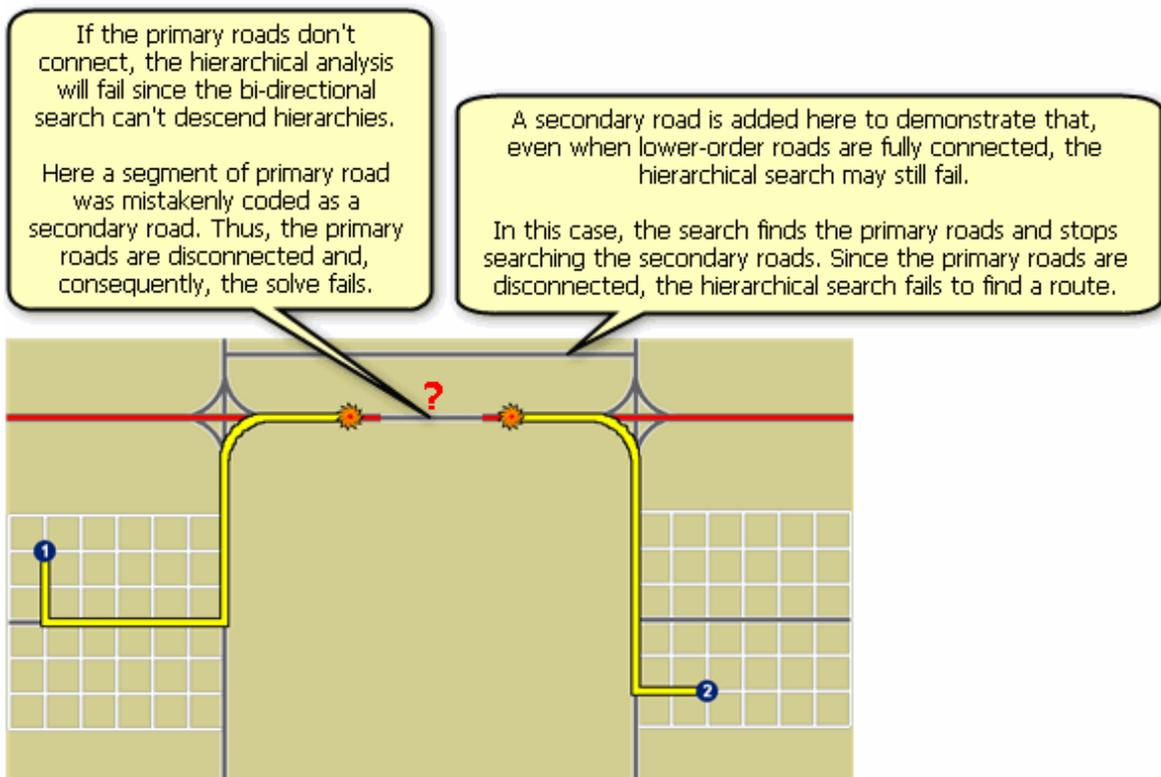 If the primary roads don't
connect, the hierarchical analysis
will fail since the bi-directional
search can't descend hierarchies.
Here a segment of primary road
was mistakenly coded as a
secondary road. Thus, the primary
roads are disconnected and,
consequently, the solve fails.
A secondary road is added here to demonstrate that,
even when lower-order roads are fully connected, the
hierarchical search may still fail.
In this case, the search finds the primary roads and stops
searching the secondary roads. Since the primary roads are
disconnected, the hierarchical search fails to find a route.
?
1
2